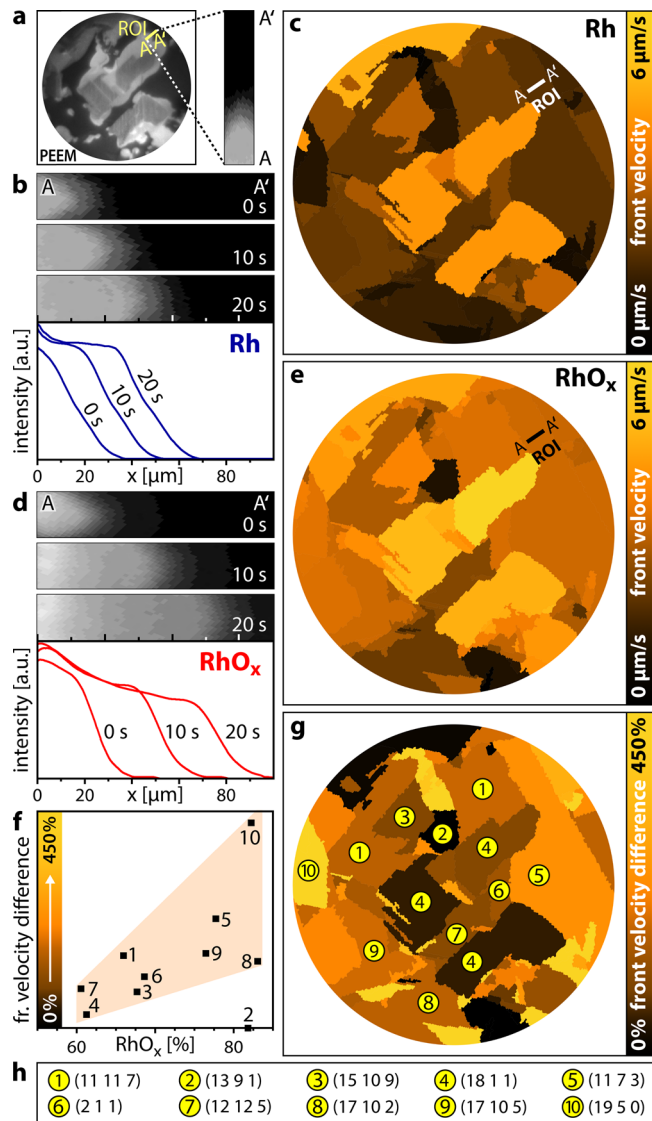 a
ROI
A A'
PEEM
A'
A
b
A A'
0 s
10 s
20 s
intensity [a.u.]
Rh
0 s
10 s
20 s
0 20 x [µm] 60 80
d
A A'
0 s
10 s
20 s
intensity [a.u.]
RhOx
0 s 10 s 20 s
0 20 x [µm] 60 80
f
fr. velocity difference
0% 450%
10
5
1
9
8
6
7
3
4
2
60 RhOx [%] 80
c
Rh
A A'
ROI
0 µm/s front velocity 6 µm/s
e
RhOx
A A'
ROI
0 µm/s front velocity 6 µm/s
g
1
3
2
1
4
10
5
6
4
7
9
4
8
0% front velocity difference 450%
h
1 (11 11 7) 2 (13 9 1) 3 (15 10 9) 4 (18 1 1) 5 (11 7 3)
6 (2 1 1) 7 (12 12 5) 8 (17 10 2) 9 (17 10 5) 10 (19 5 0)